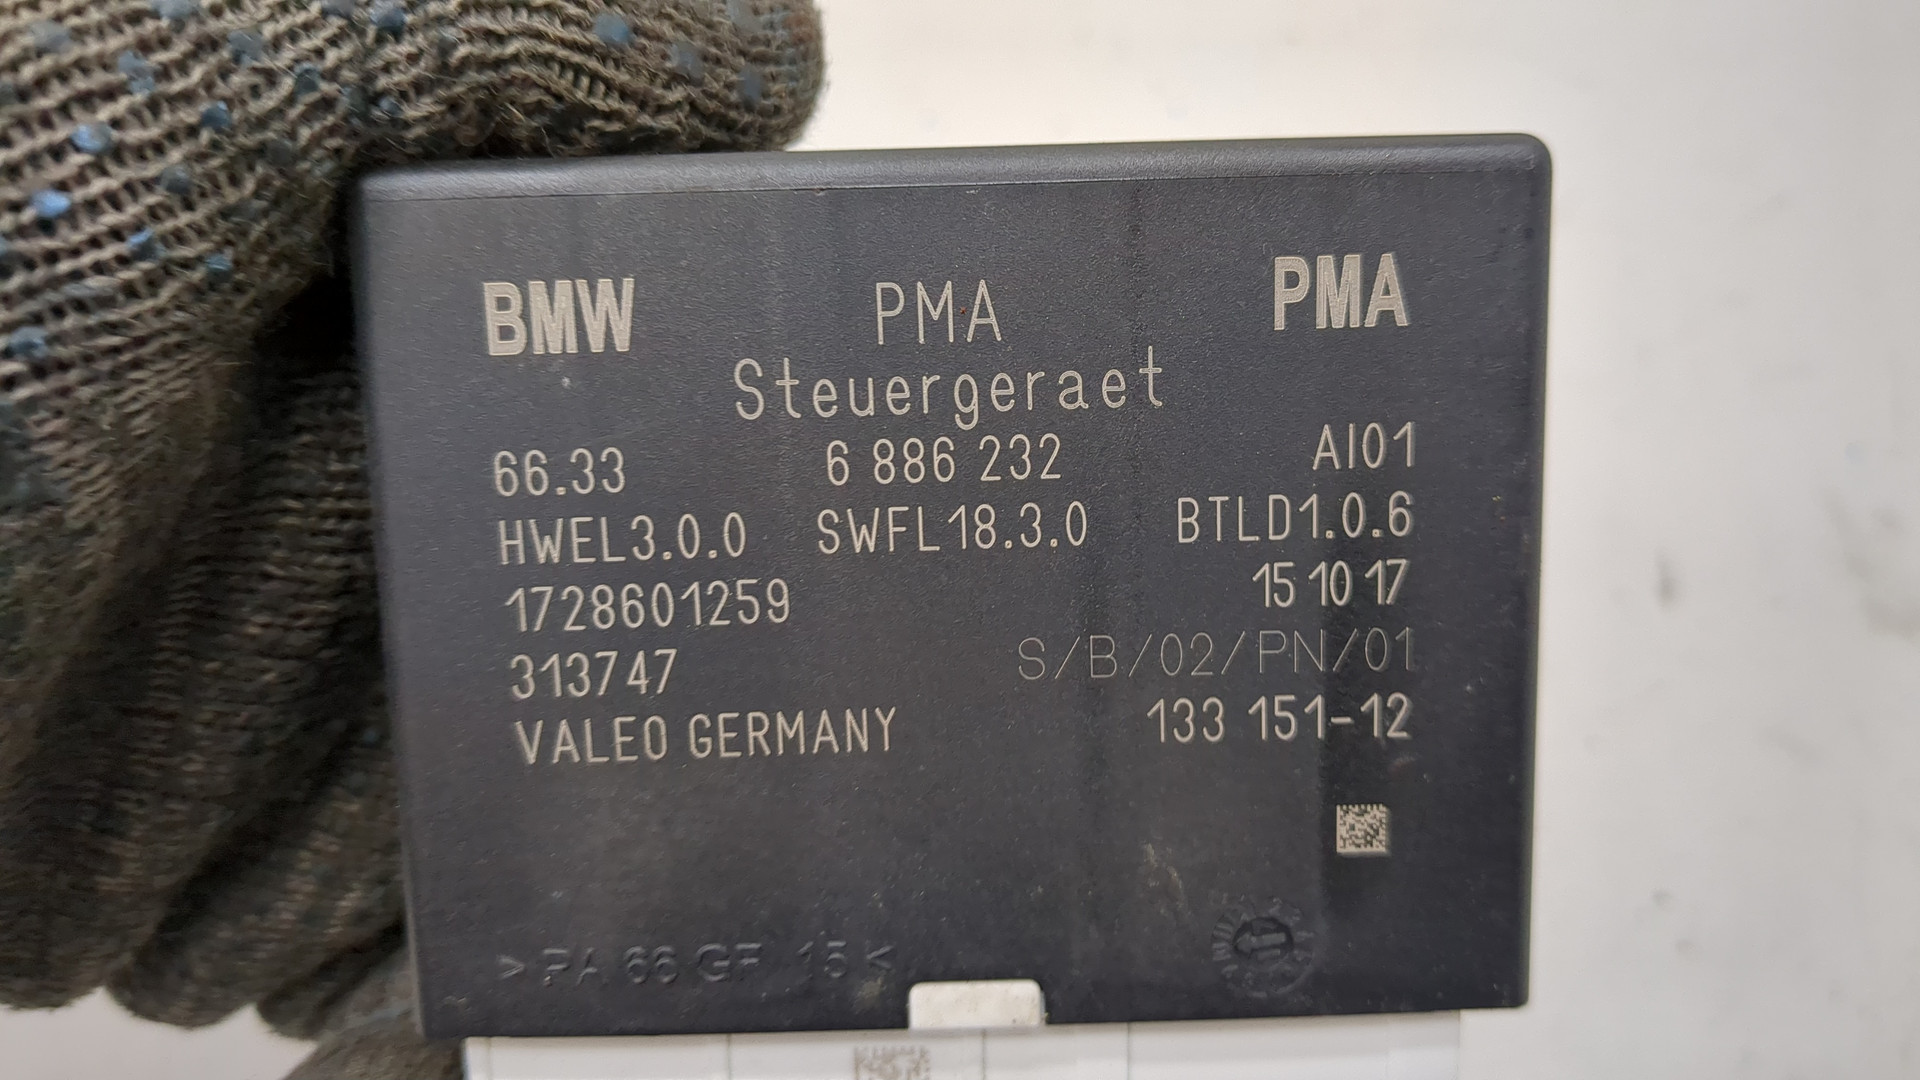 BMW PMA PMA
Steuergeraet
66.33 6 886 232 AI01
HWEL3.0.0 SWFL18.3.0 BTLD1.0.6
1728601259 15 10 17
313747 S/B/02/PN/01
VALEO GERMANY 133 151-12
>PA 66 GF 15<